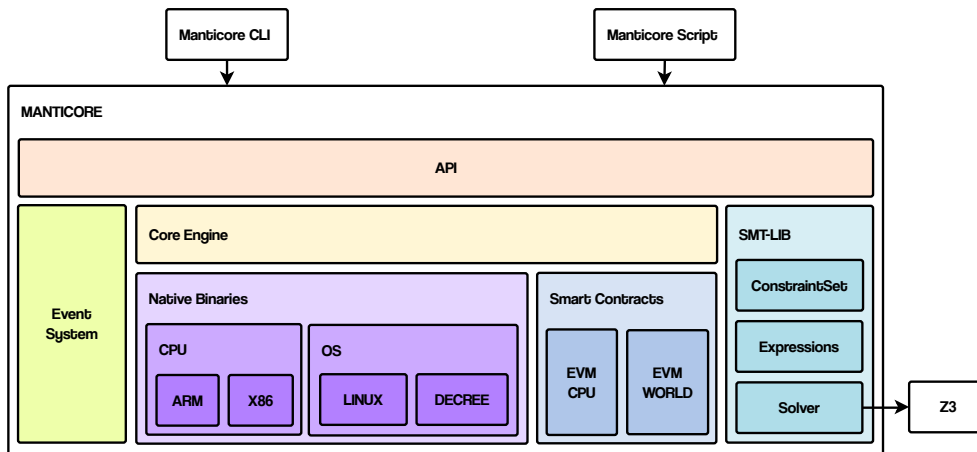 Manticore CLI
Manticore Script
MANTICORE
API
Event
System
Core Engine
SMT-LIB
ConstraintSet
Expressions
Solver
Z3
Native Binaries
CPU
ARM
X86
OS
LINUX
DECREE
Smart Contracts
EVM
CPU
EVM
WORLD